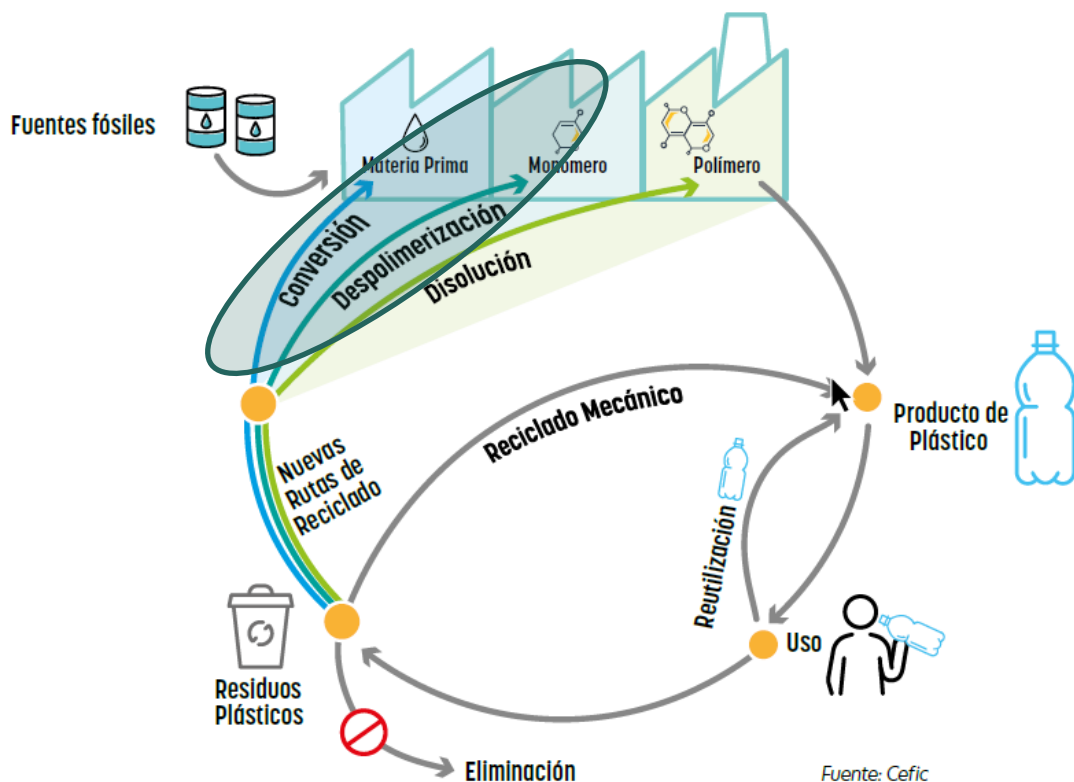 Fuentes fósiles
Materia Prima
Monómero
Polímero
Conversión
Despolimerización
Disolución
Reciclado Mecánico
Producto de
Plástico
Nuevas
Rutas de
Reciclado
Reutilización
Uso
Residuos
Plásticos
Eliminación
Fuente: Cefic